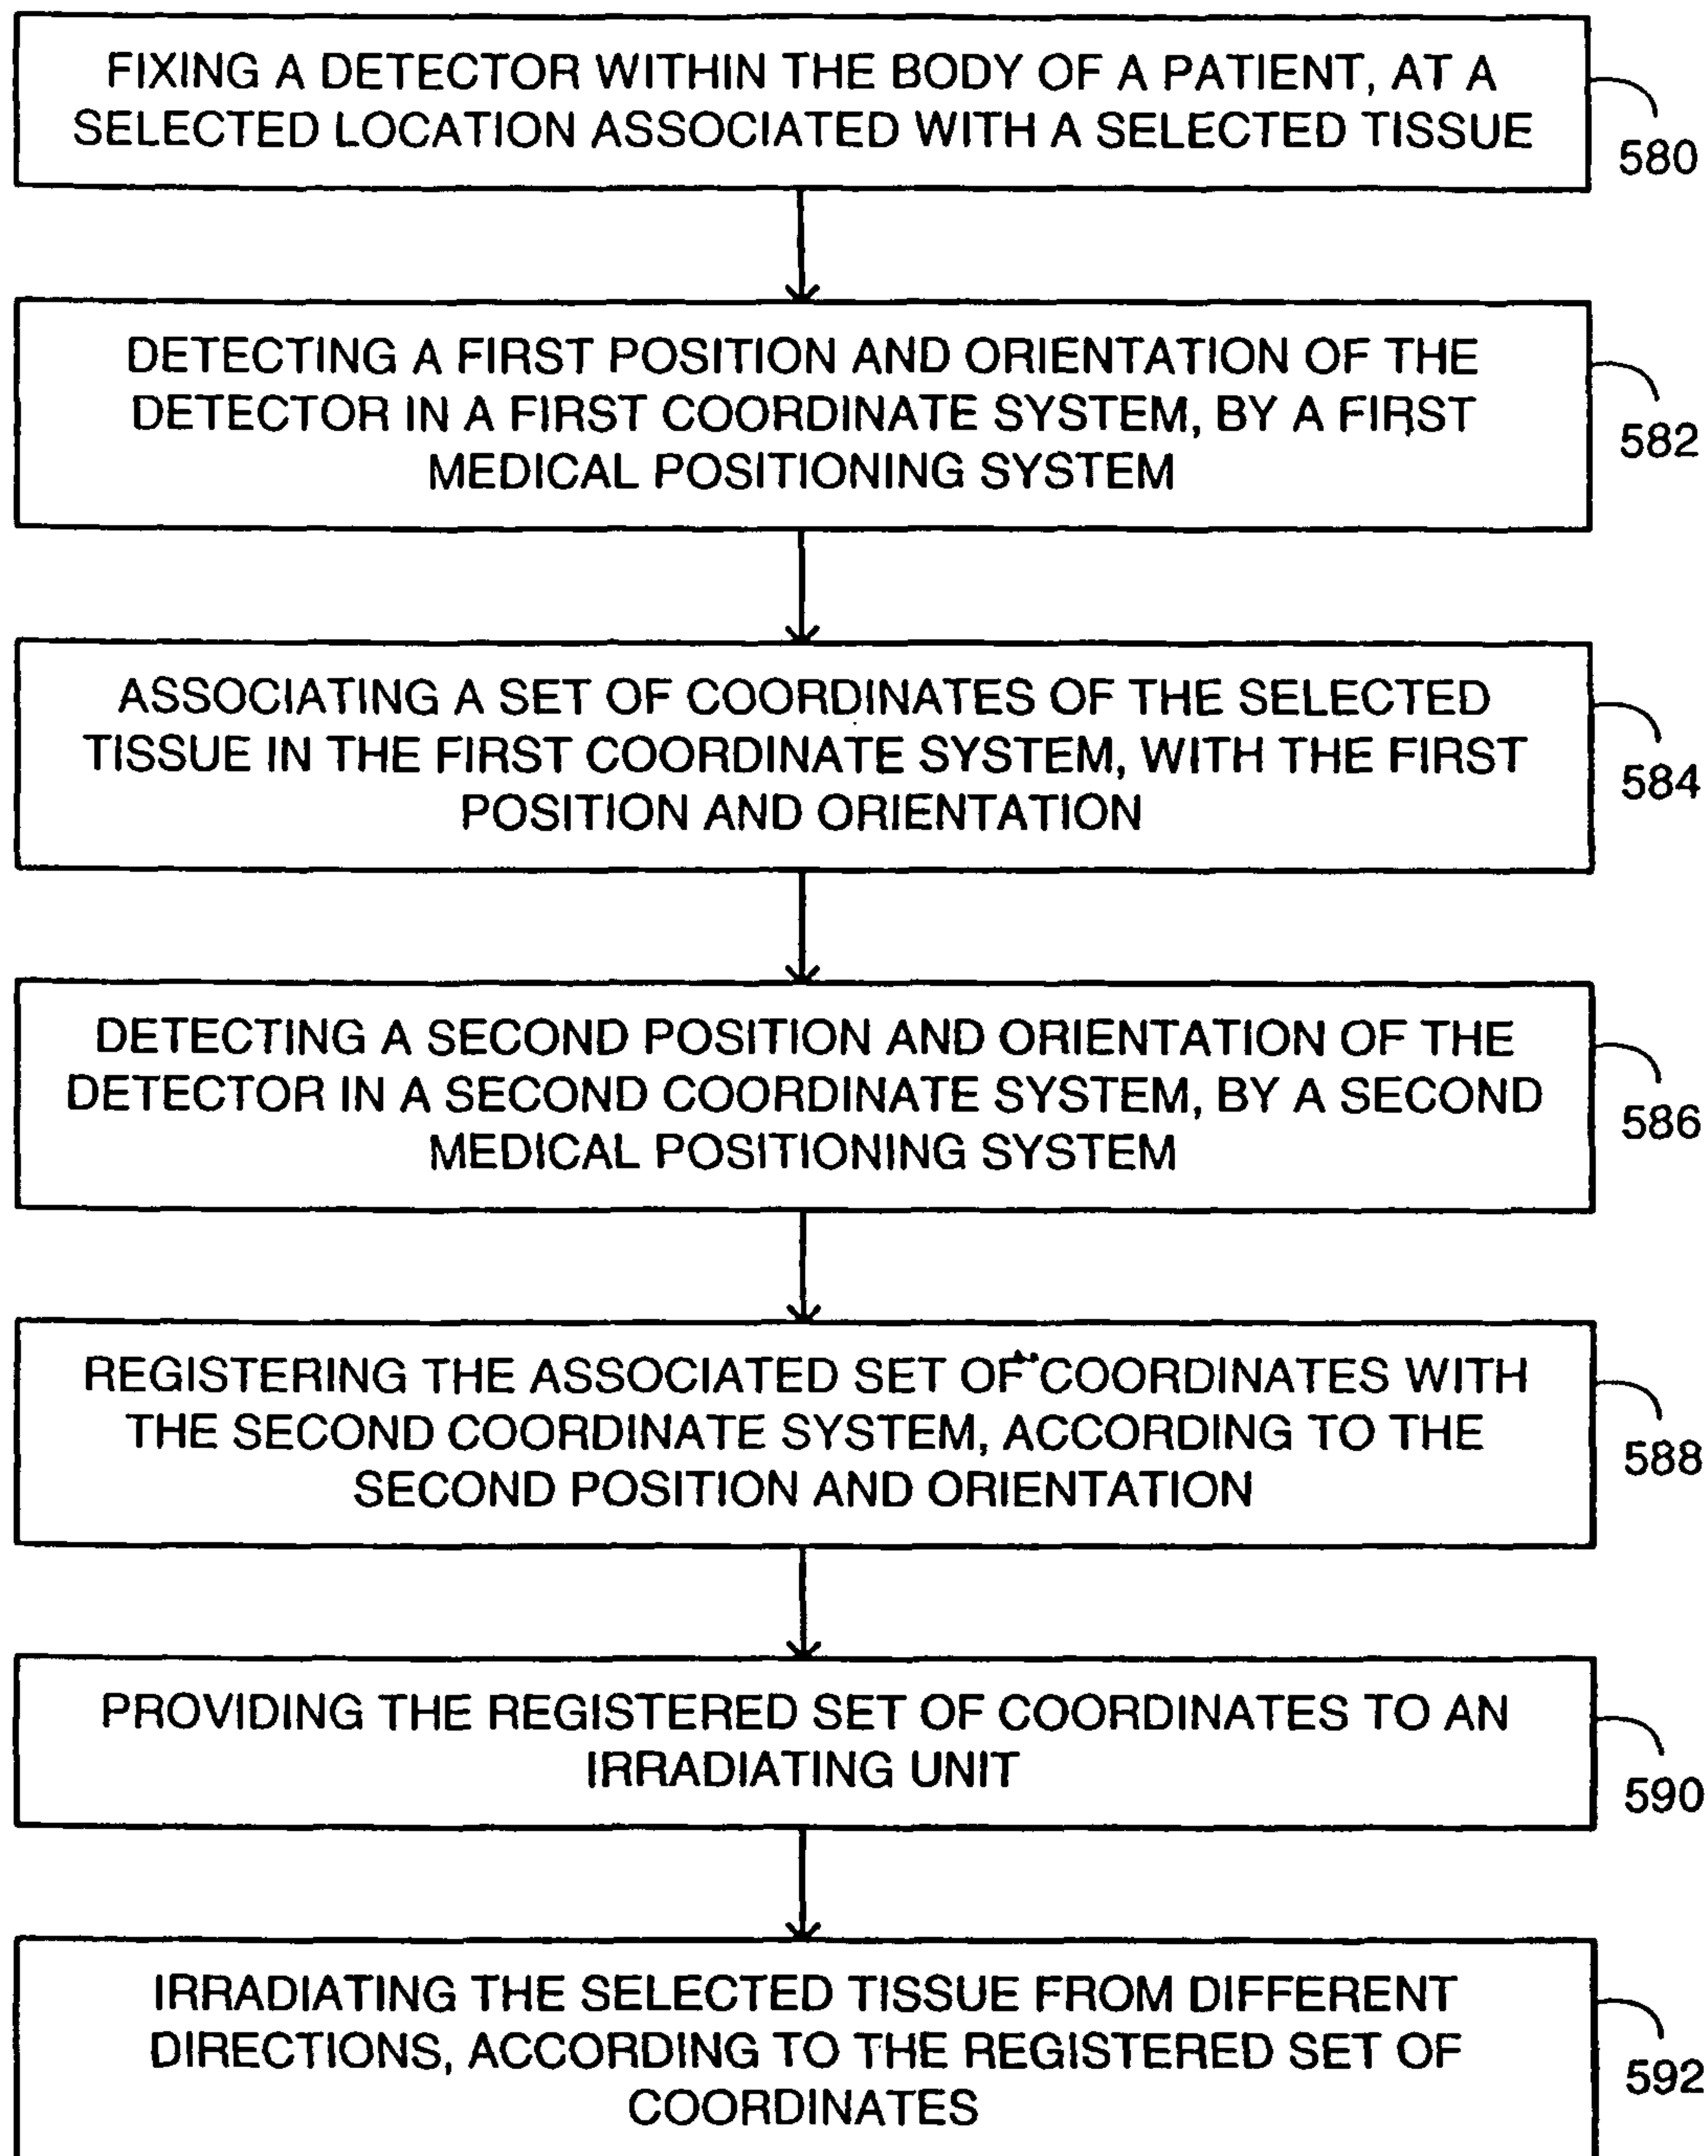 FIXING A DETECTOR WITHIN THE BODY OF A PATIENT, AT A
SELECTED LOCATION ASSOCIATED WITH A SELECTED TISSUE
580
DETECTING A FIRST POSITION AND ORIENTATION OF THE
DETECTOR IN A FIRST COORDINATE SYSTEM, BY A FIRST
MEDICAL POSITIONING SYSTEM
582
ASSOCIATING A SET OF COORDINATES OF THE SELECTED
TISSUE IN THE FIRST COORDINATE SYSTEM, WITH THE FIRST
POSITION AND ORIENTATION
584
DETECTING A SECOND POSITION AND ORIENTATION OF THE
DETECTOR IN A SECOND COORDINATE SYSTEM, BY A SECOND
MEDICAL POSITIONING SYSTEM
586
REGISTERING THE ASSOCIATED SET OF COORDINATES WITH
THE SECOND COORDINATE SYSTEM, ACCORDING TO THE
SECOND POSITION AND ORIENTATION
588
PROVIDING THE REGISTERED SET OF COORDINATES TO AN
IRRADIATING UNIT
590
IRRADIATING THE SELECTED TISSUE FROM DIFFERENT
DIRECTIONS, ACCORDING TO THE REGISTERED SET OF
COORDINATES
592